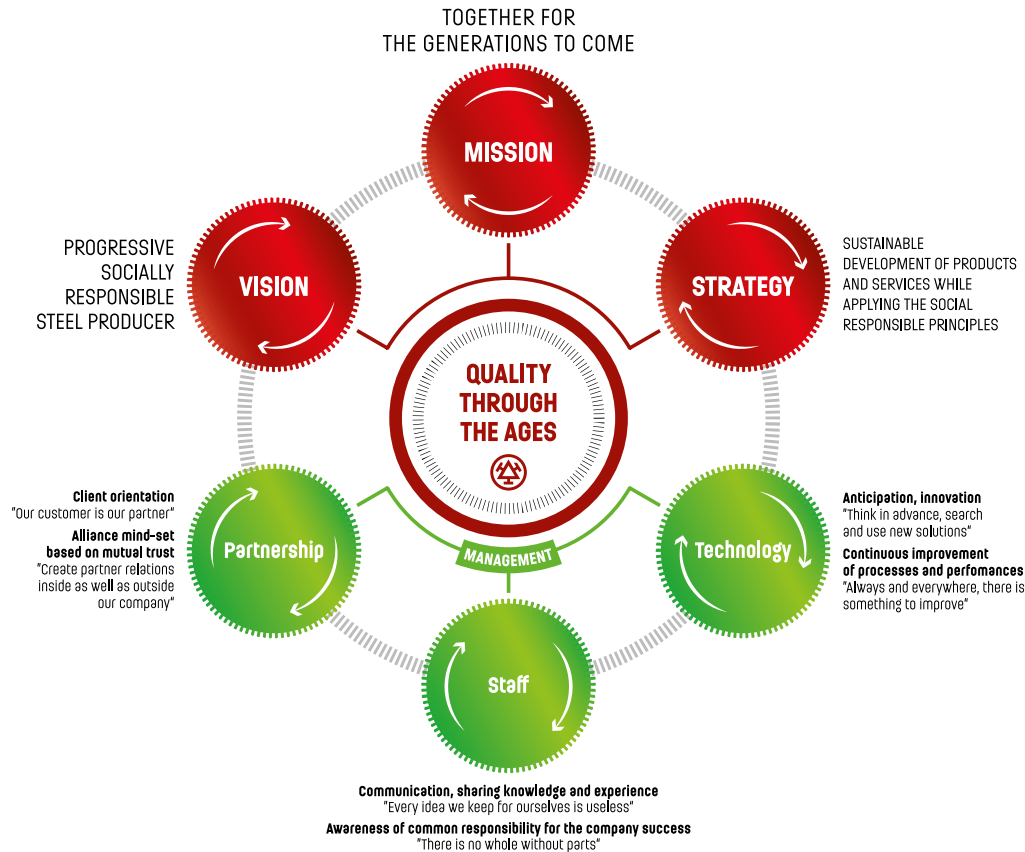 TOGETHER FOR
THE GENERATIONS TO COME
MISSION
VISION
PROGRESSIVE
SOCIALLY
RESPONSIBLE
STEEL PRODUCER
STRATEGY
SUSTAINABLE
DEVELOPMENT OF PRODUCTS
AND SERVICES WHILE
APPLYING THE SOCIAL
RESPONSIBLE PRINCIPLES
QUALITY
THROUGH
THE AGES
MANAGEMENT
Partnership
Client orientation
"Our customer is our partner"
Alliance mind-set
based on mutual trust
"Create partner relations
inside as well as outside
our company"
Technology
Anticipation, innovation
"Think in advance, search
and use new solutions"
Continuous improvement
of processes and perfomances
"Always and everywhere, there is
something to improve"
Staff
Communication, sharing knowledge and experience
"Every idea we keep for ourselves is useless"
Awareness of common responsibility for the company success
"There is no whole without parts"